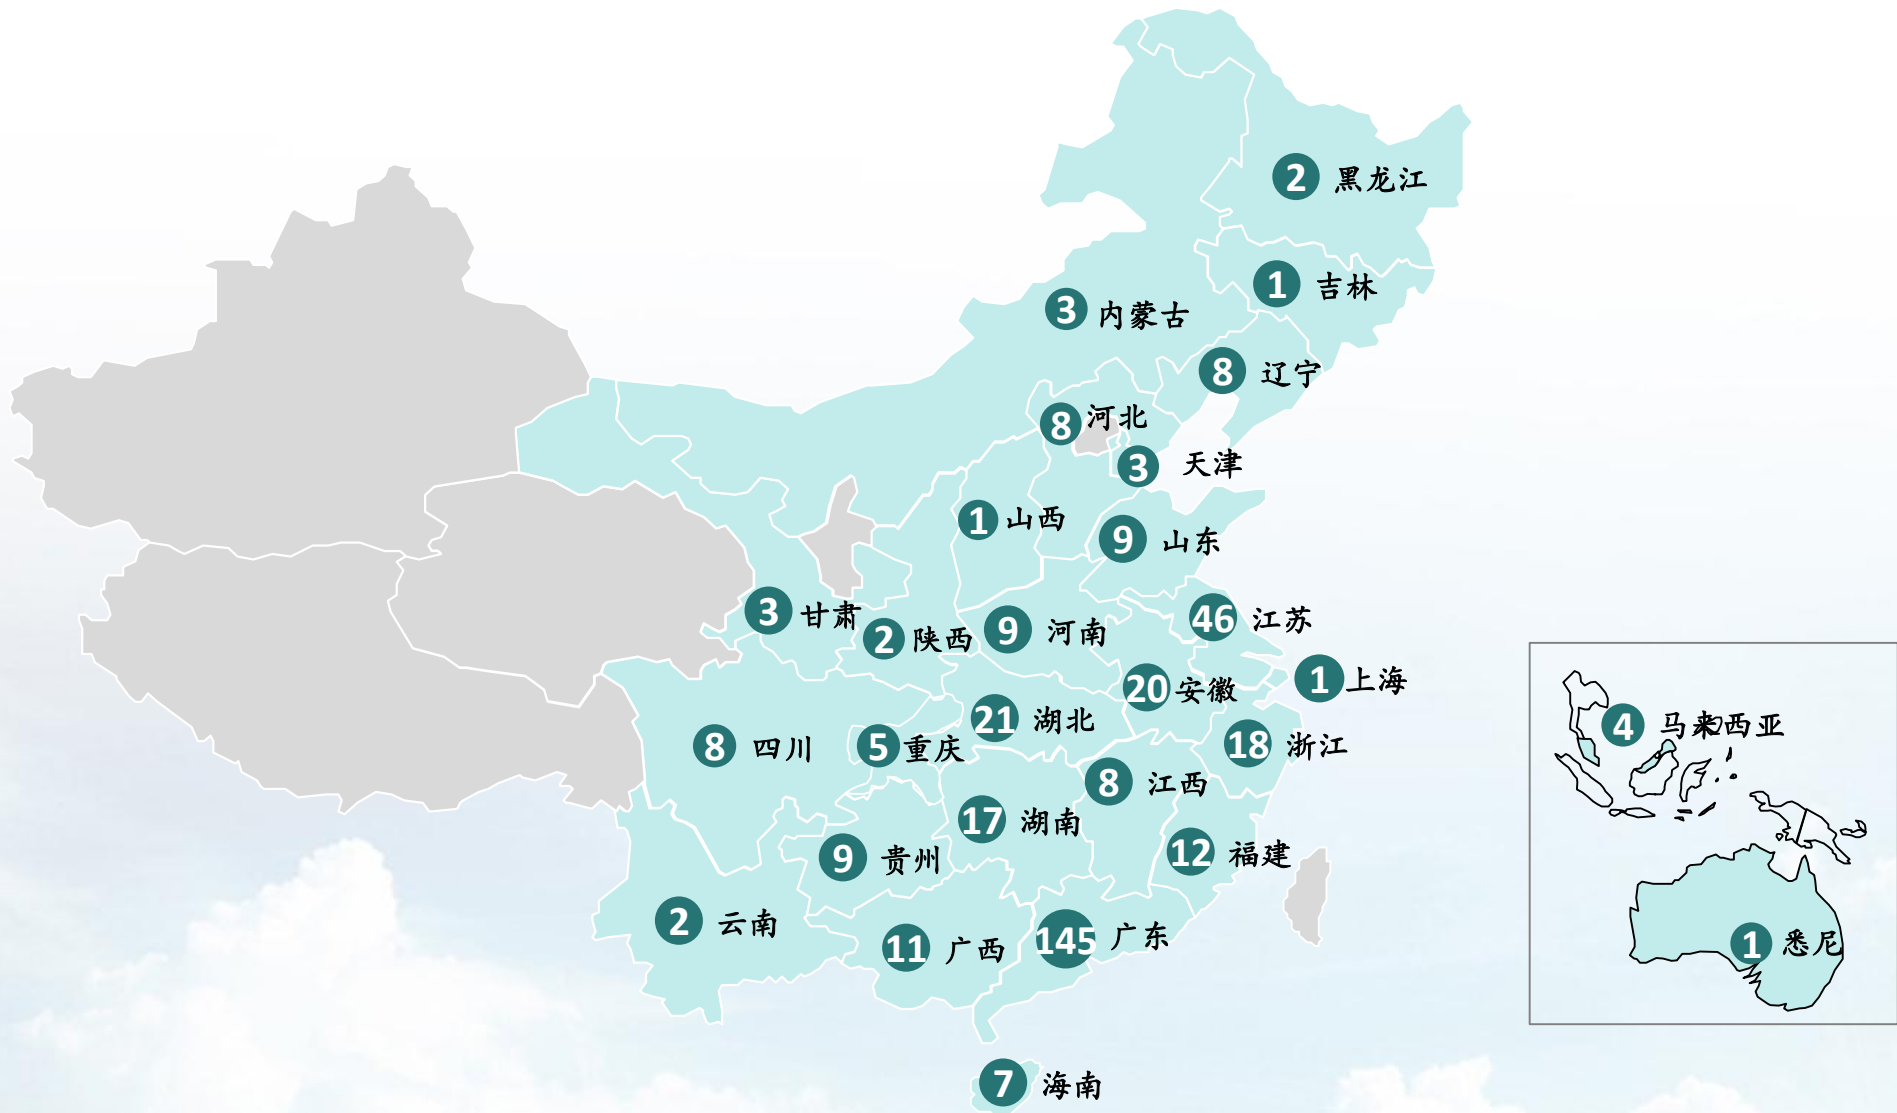 2 黑龙江
1 吉林
3 内蒙古
8 辽宁
8 河北
3 天津
1 山西
9 山东
3 甘肃
2 陕西
9 河南
46 江苏
20 安徽
1 上海
21 湖北
8 四川
5 重庆
18 浙江
8 江西
17 湖南
12 福建
9 贵州
2 云南
11 广西
145 广东
7 海南
4 马来西亚
1 悉尼